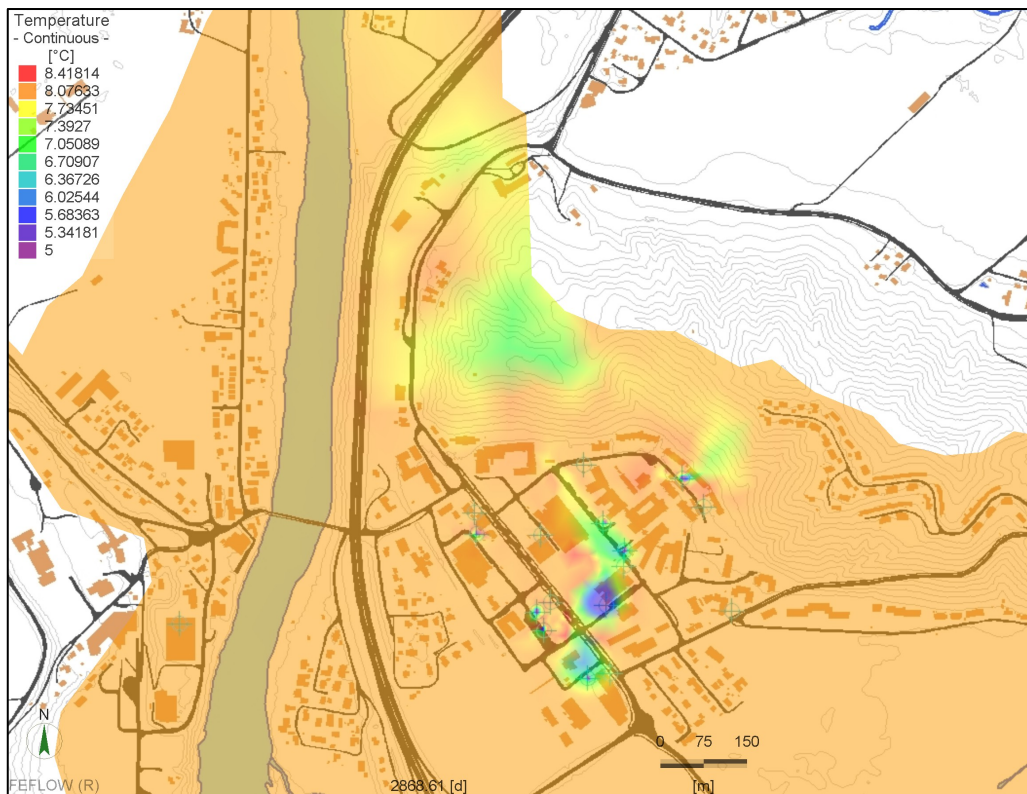 Temperature
- Continuous -
[°C]
8.41814
8.07633
7.73451
7.3927
7.05089
6.70907
6.36726
6.02544
5.68363
5.34181
5
N
0 75 150
FEFLOW (R)
2868.61 [d]
[m]